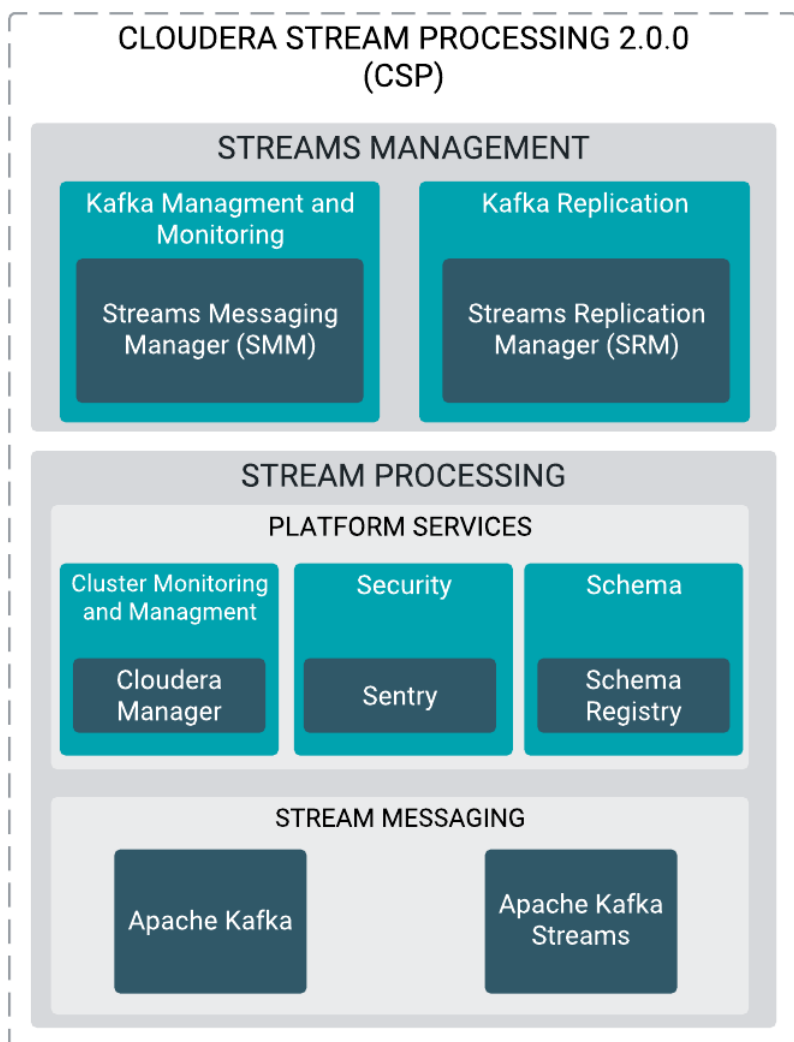 CLOUDERA STREAM PROCESSING 2.0.0
(CSP)
STREAMS MANAGEMENT
Kafka Managment and
Monitoring
Streams Messaging
Manager (SMM)
Kafka Replication
Streams Replication
Manager (SRM)
STREAM PROCESSING
PLATFORM SERVICES
Cluster Monitoring
and Managment
Cloudera
Manager
Security
Sentry
Schema
Schema
Registry
STREAM MESSAGING
Apache Kafka
Apache Kafka
Streams